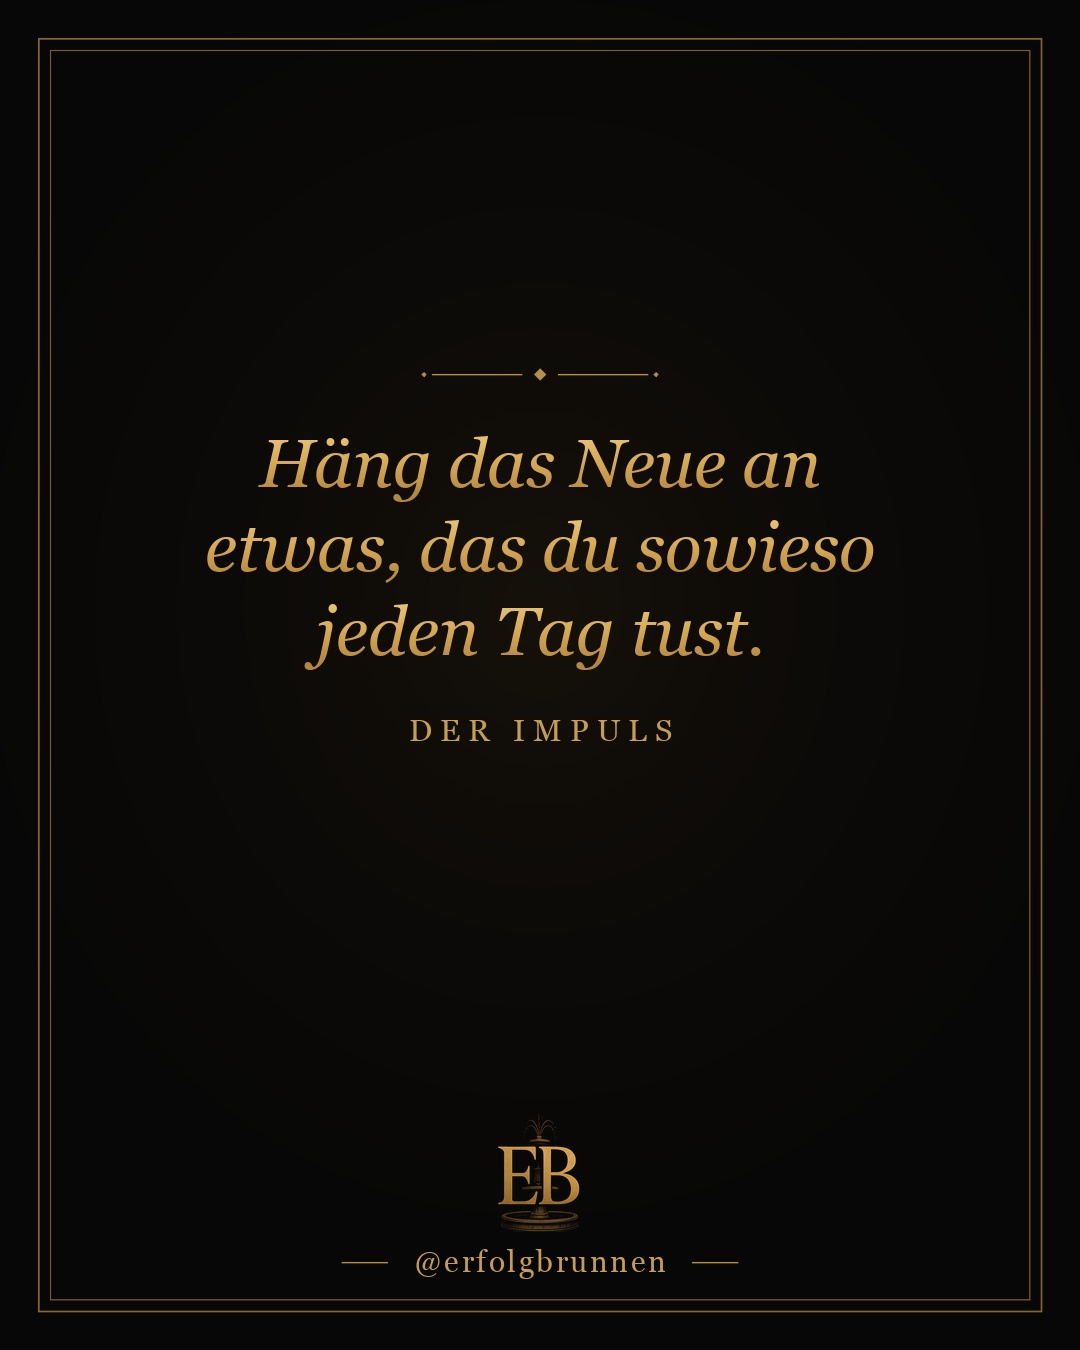 Häng das Neue an
etwas, das du sowieso
jeden Tag tust.
DER IMPULS
EB
@erfolgbrunnen